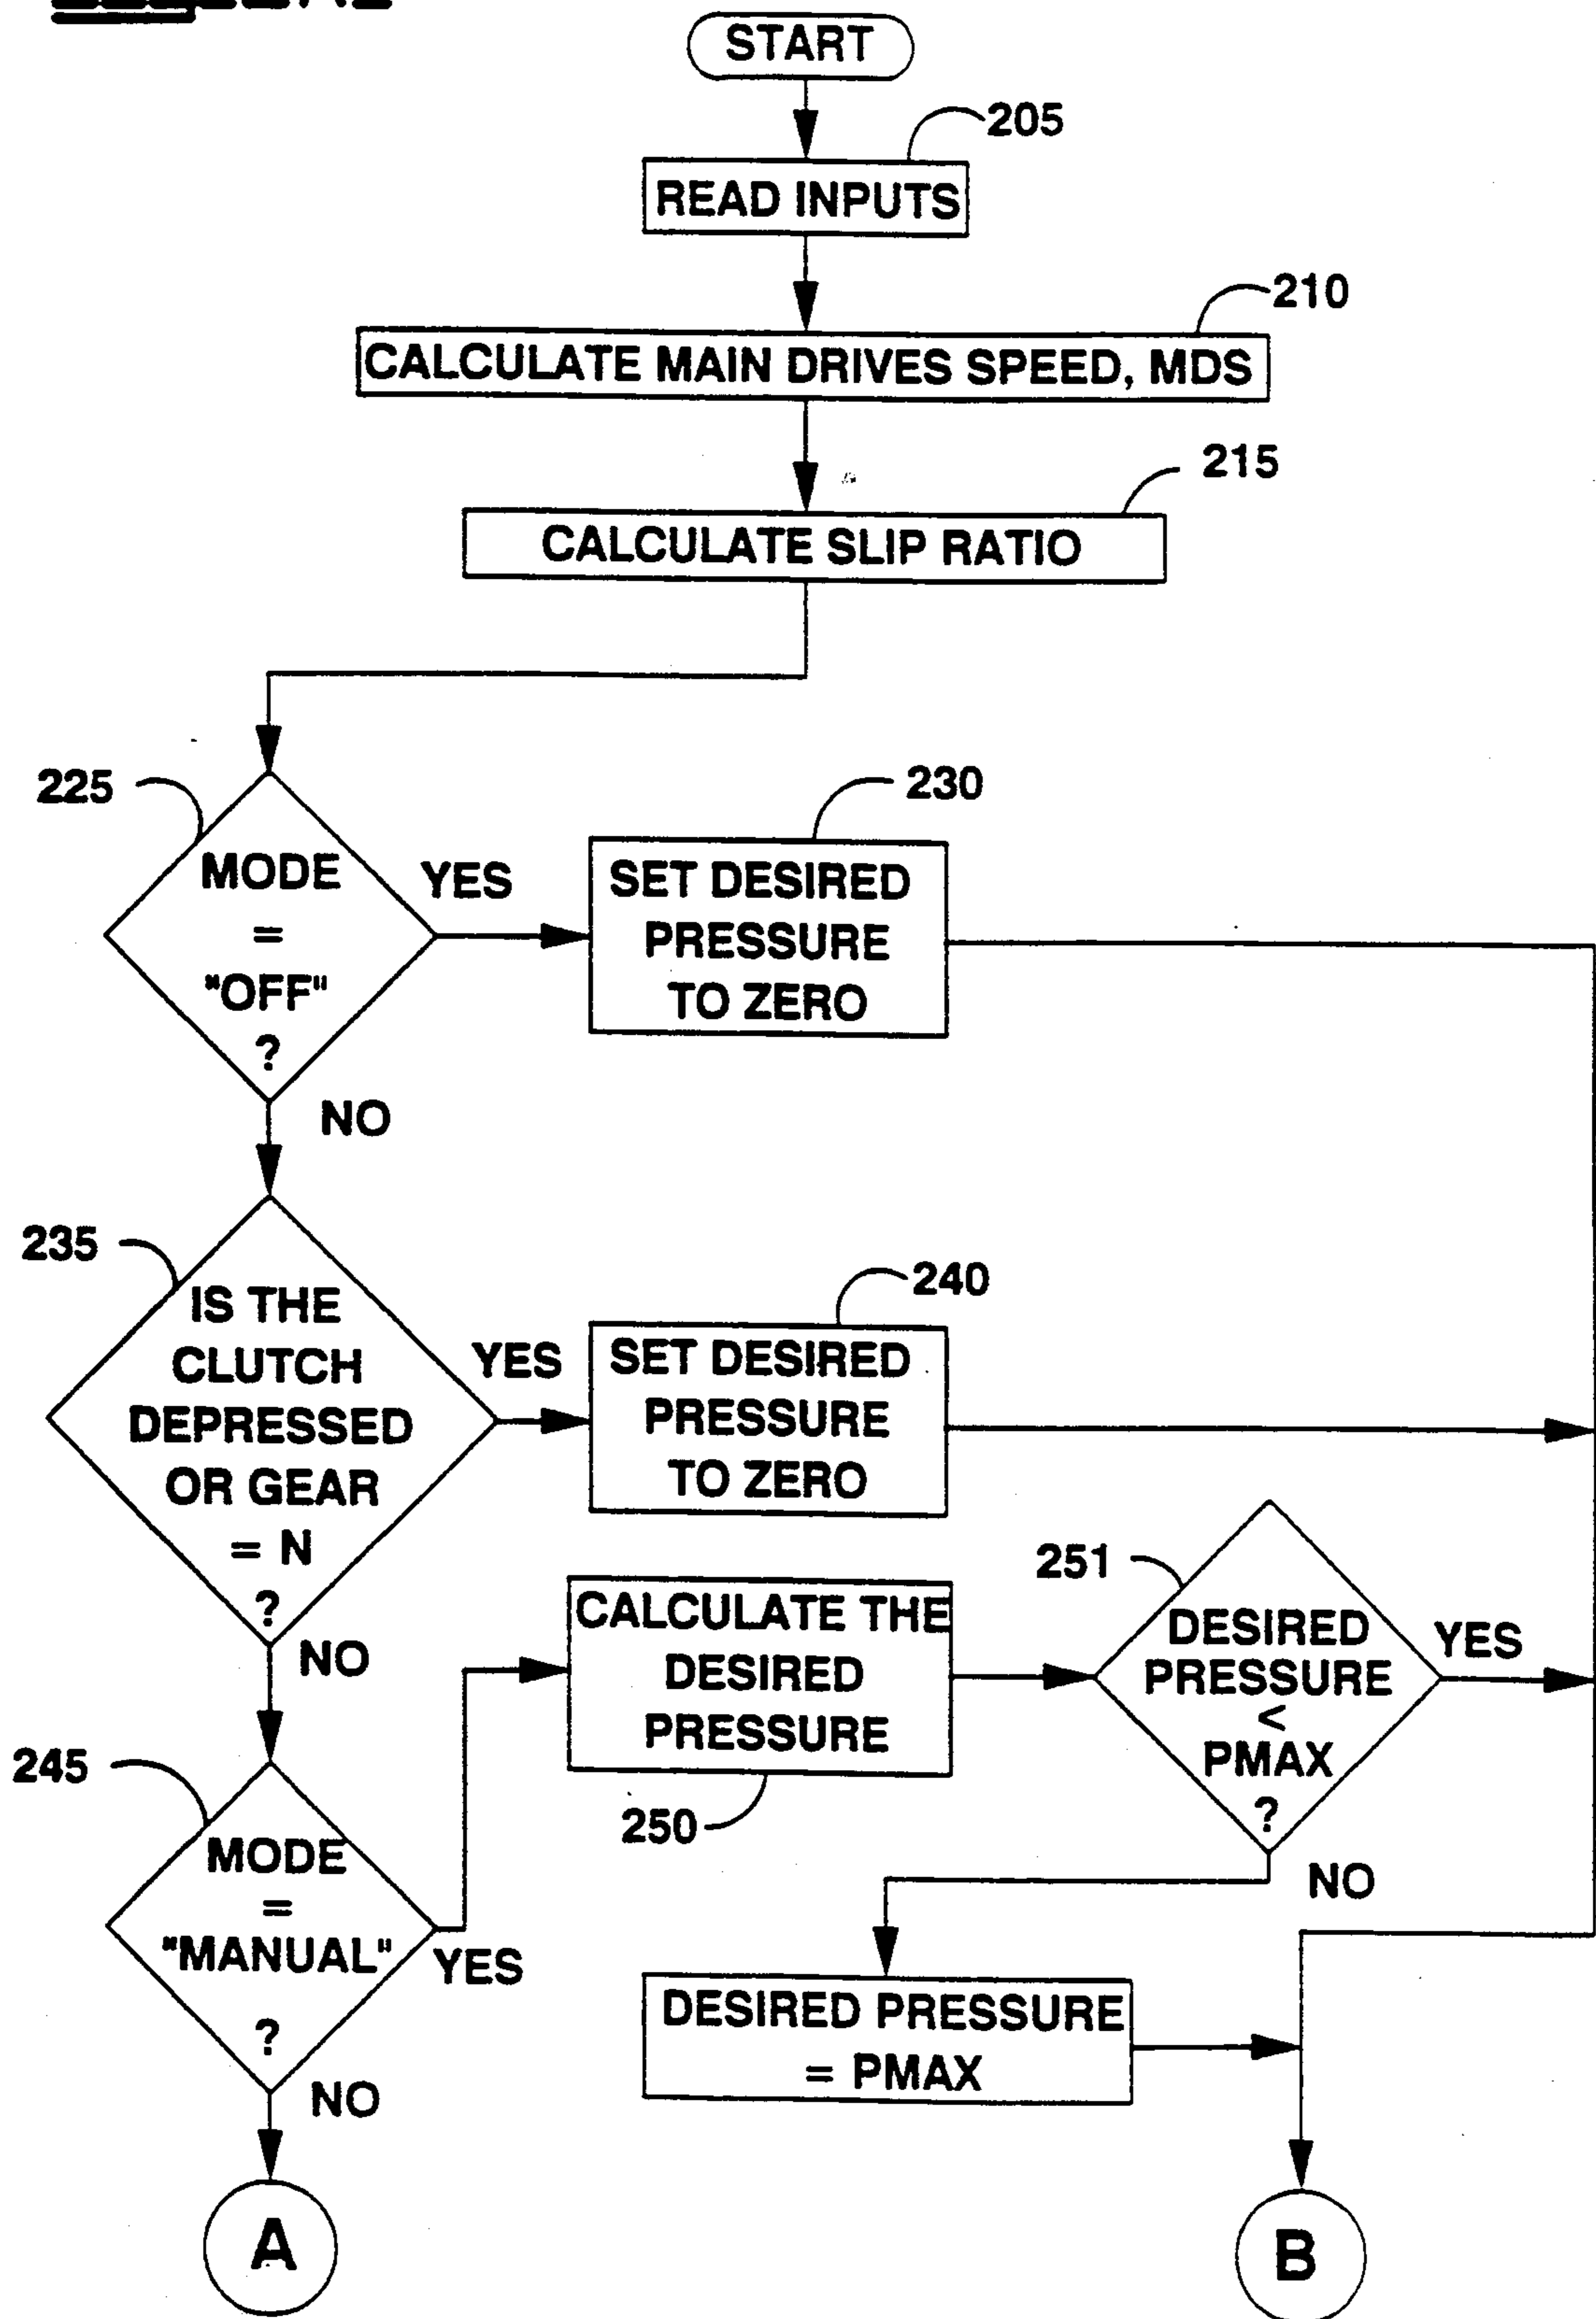 START
205
READ INPUTS
210
CALCULATE MAIN DRIVES SPEED, MDS
215
CALCULATE SLIP RATIO
225
MODE
=
"OFF"
?
YES
NO
230
SET DESIRED
PRESSURE
TO ZERO
235
IS THE
CLUTCH
DEPRESSED
OR GEAR
= N
?
YES
NO
240
SET DESIRED
PRESSURE
TO ZERO
245
MODE
=
"MANUAL"
?
YES
NO
CALCULATE THE
DESIRED
PRESSURE
250
251
DESIRED
PRESSURE
<
PMAX
?
YES
NO
DESIRED PRESSURE
= PMAX
A
B